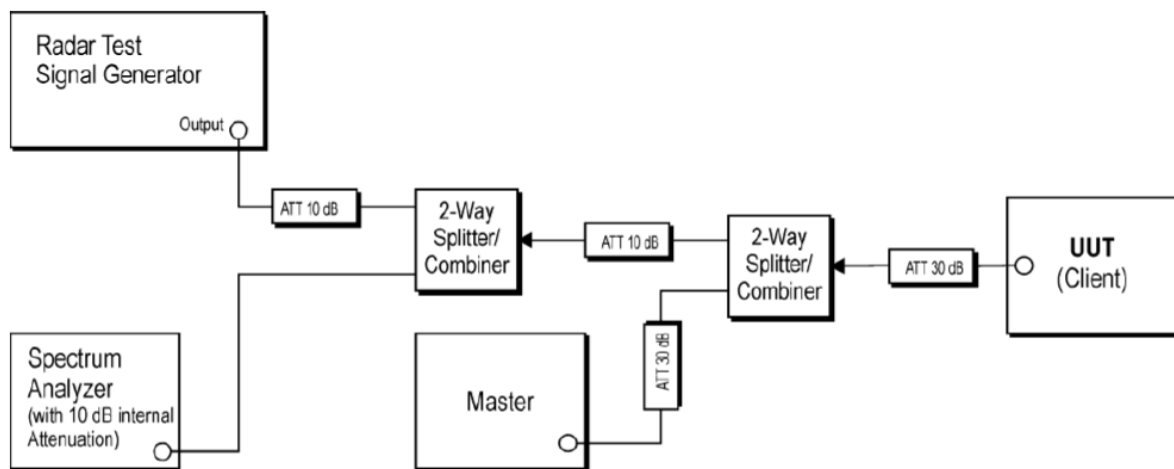 Radar Test
Signal Generator
Output
ATT 10 dB
2-Way
Splitter/
Combiner
ATT 10 dB
2-Way
Splitter/
Combiner
ATT 30 dB
UUT
(Client)
Spectrum
Analyzer
(with 10 dB internal
Attenuation)
Master
ATT 30 dB